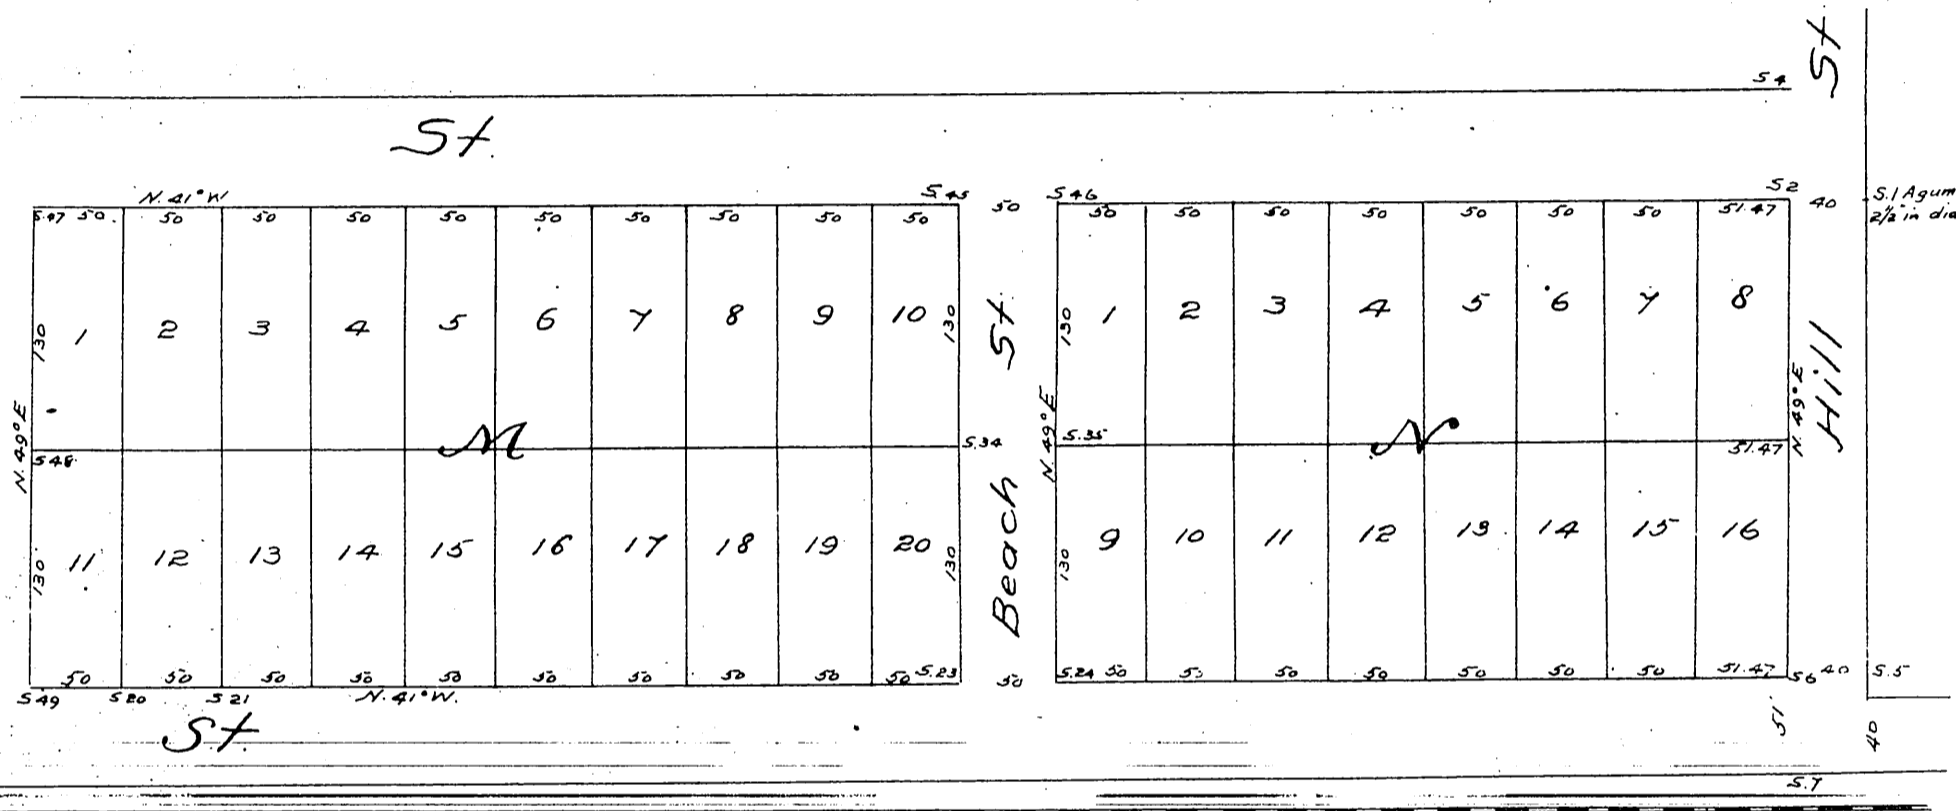 St
S4
St.
N. 41° W
S.45
50
S46
S2
40
S.1 A gum
2½" in dia
S.47 50 50 50 50 50 50 50 50 50 50
50 50 50 50 50 50 50 51.47
130 1 2 3 4 5 6 7 8 9 10 130
130 1 2 3 4 5 6 7 8
Beach St.
Hill
N. 49° E
N. 49° E
N. 49° E
S48
M
S.34
S.35
N
51.47
130 11 12 13 14 15 16 17 18 19 20 130
130 9 10 11 12 13 14 15 16
50 50 50 50 50 50 50 50 50 50 S.23
50
S.24 50 50 50 50 50 50 50 51.47
S6 40
S.5
S49 S20 S21 N. 41° W.
St.
51
40
S.7